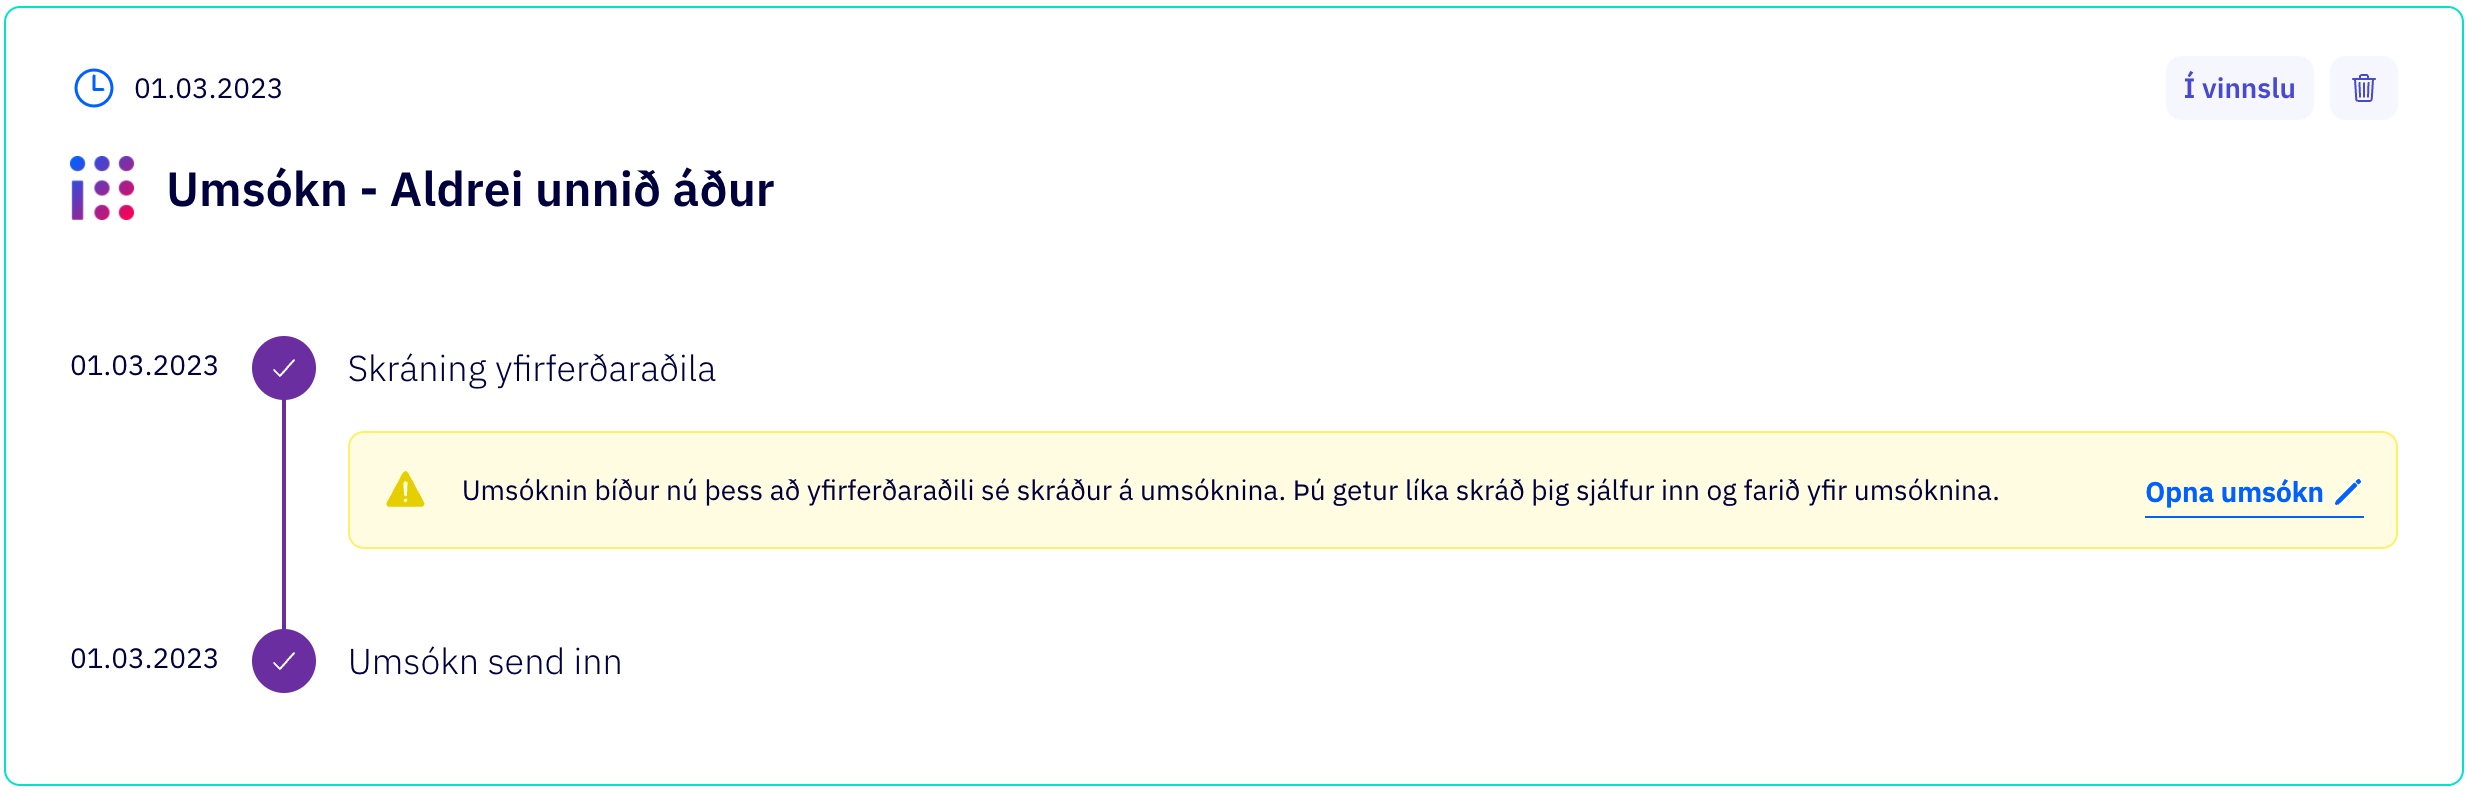 01.03.2023
Í vinnslu
Umsókn - Aldrei unnið áður
01.03.2023
Skráning yfirferðaraðila
Umsóknin bíður nú þess að yfirferðaraðili sé skráður á umsóknina. Þú getur líka skráð þig sjálfur inn og farið yfir umsóknina.
Opna umsókn
01.03.2023
Umsókn send inn